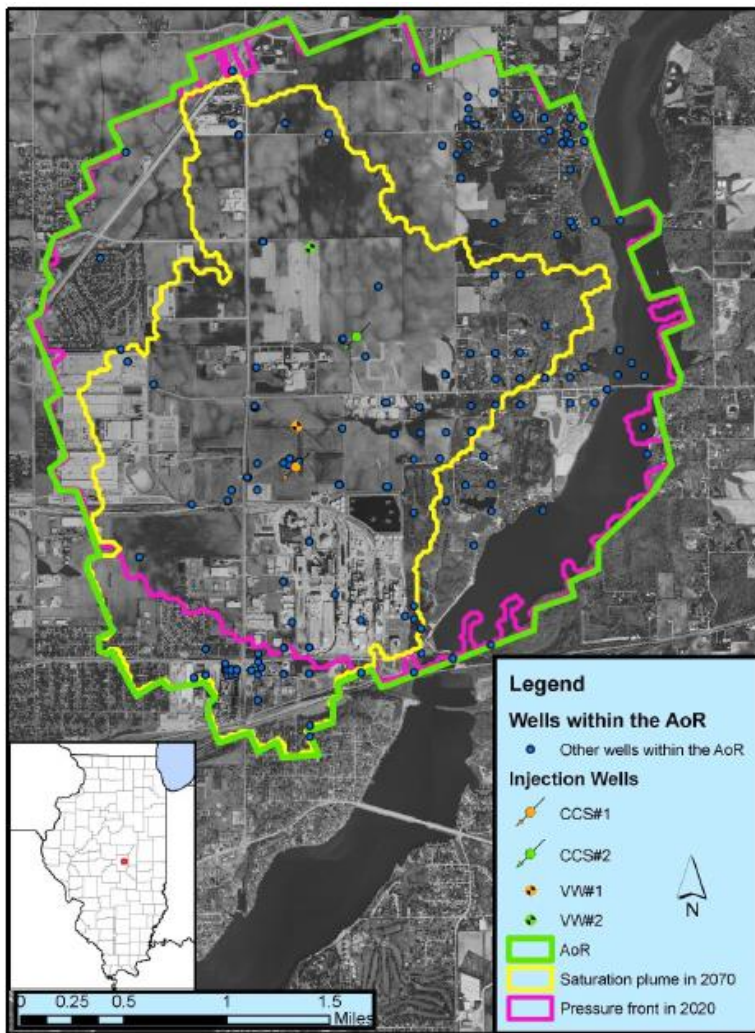 Legend
Wells within the AoR
Other wells within the AoR
Injection Wells
CCS#1
CCS#2
VW#1
VW#2
AoR
Saturation plume in 2070
Pressure front in 2020
N
0 0.25 0.5 1 1.5
Miles